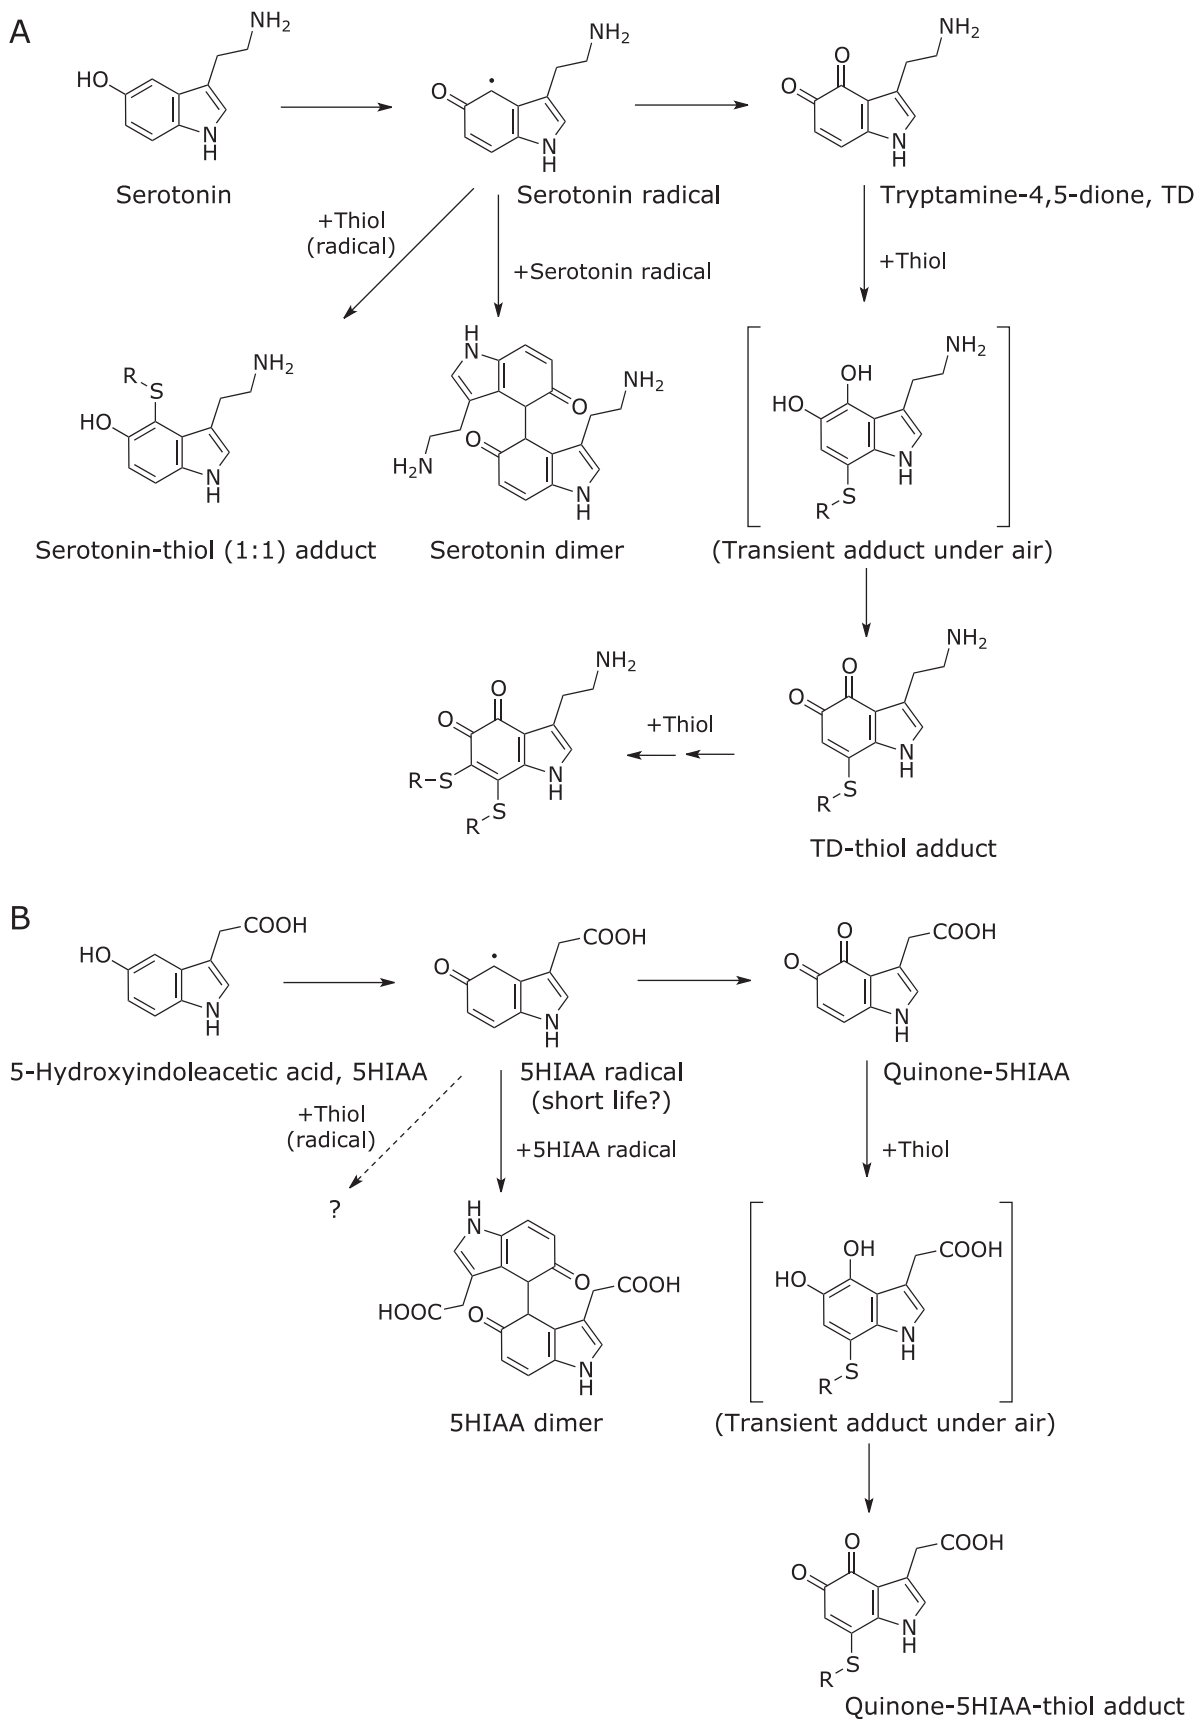 A
NH2
HO
N
H
Serotonin
NH2
O
N
H
Serotonin radical
NH2
O
O
N
H
Tryptamine-4,5-dione, TD
+Thiol
(radical)
+Serotonin radical
+Thiol
R
S
NH2
HO
N
H
Serotonin-thiol (1:1) adduct
H
N
NH2
O
O
H2N
N
H
Serotonin dimer
NH2
OH
HO
N
H
S
R
(Transient adduct under air)
NH2
O
O
N
H
R–S
S
R
+Thiol
NH2
O
O
N
H
S
R
TD-thiol adduct
B
COOH
HO
N
H
5-Hydroxyindoleacetic acid, 5HIAA
COOH
O
N
H
5HIAA radical
(short life?)
COOH
O
O
N
H
Quinone-5HIAA
+Thiol
(radical)
?
+5HIAA radical
+Thiol
H
N
O
COOH
HOOC
O
N
H
5HIAA dimer
OH
COOH
HO
N
H
S
R
(Transient adduct under air)
COOH
O
O
N
H
S
R
Quinone-5HIAA-thiol adduct